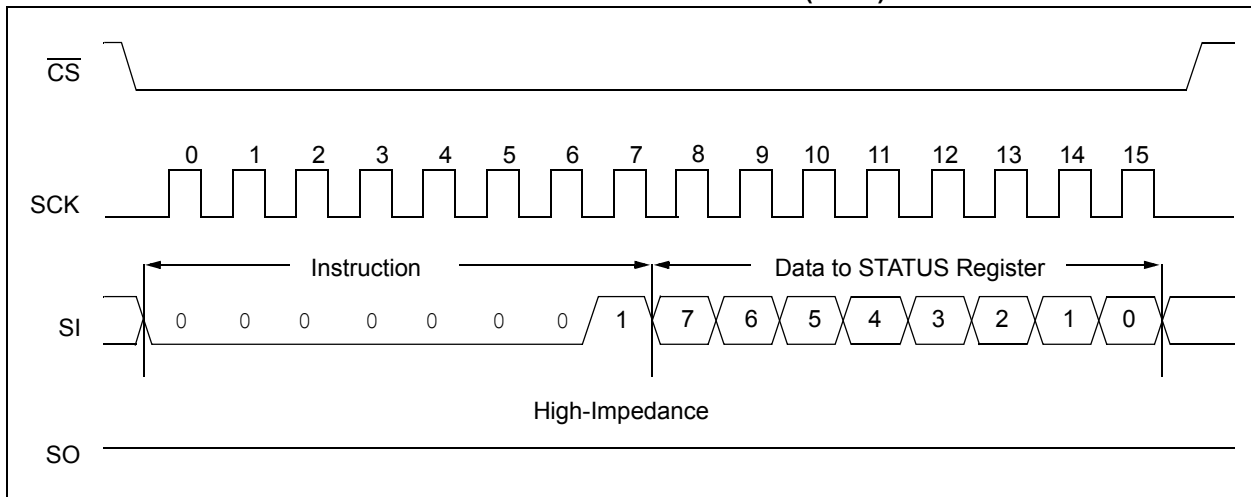 CS
0 1 2 3 4 5 6 7 8 9 10 11 12 13 14 15
SCK
Instruction Data to STATUS Register
SI 0 0 0 0 0 0 0 1 7 6 5 4 3 2 1 0
High-Impedance
SO